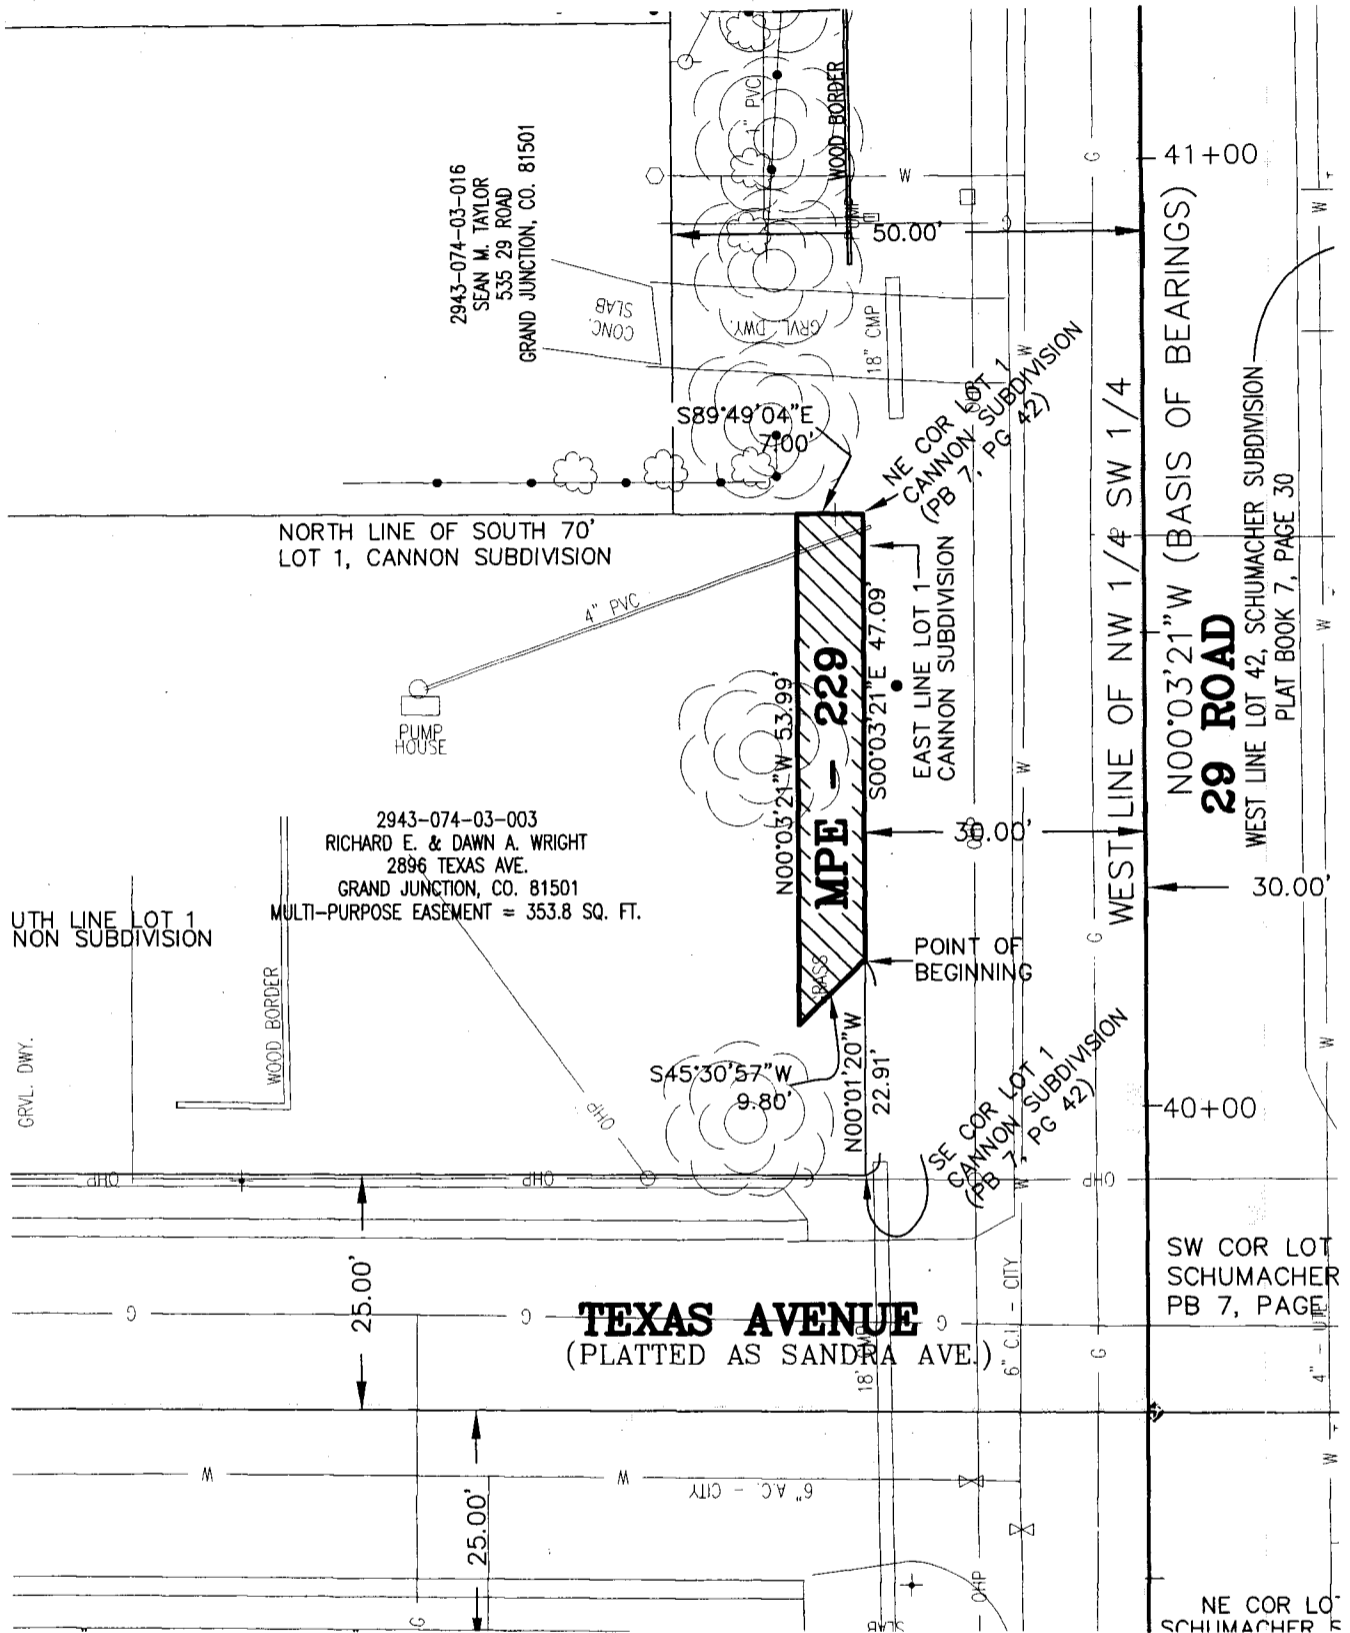 2943-074-03-016
SEAN M. TAYLOR
535 29 ROAD
GRAND JUNCTION, CO. 81501
1" PVC
WOOD BORDER
W
G
41+00
W
50.00'
CONC.
SLAB
GRVL. DWY.
18" CMP
W
S89°49'04"E
7.00'
NE COR LOT 1
CANNON SUBDIVISION
(PB 7, PG 42)
NORTH LINE OF SOUTH 70'
LOT 1, CANNON SUBDIVISION
4" PVC
PUMP
HOUSE
N00°03'21"W 53.99'
MPE - 229
S00°03'21"E 47.09'
EAST LINE LOT 1
CANNON SUBDIVISION
WEST LINE OF NW 1/4 SW 1/4
N00°03'21"W (BASIS OF BEARINGS)
29 ROAD
WEST LINE LOT 42, SCHUMACHER SUBDIVISION
PLAT BOOK 7, PAGE 30
W
W
30.00'
30.00'
2943-074-03-003
RICHARD E. & DAWN A. WRIGHT
2896 TEXAS AVE.
GRAND JUNCTION, CO. 81501
MULTI-PURPOSE EASEMENT = 353.8 SQ. FT.
UTH LINE LOT 1
NON SUBDIVISION
G
POINT OF
BEGINNING
WOOD BORDER
GRVL. DWY.
S45°30'57"W
9.80'
N00°01'20"W
22.91'
SE COR LOT 1
CANNON SUBDIVISION
(PB 7, PG 42)
W
40+00
OHP
OHP
OHP
OHP
W
25.00'
SW COR LOT
SCHUMACHER
PB 7, PAGE
6" C.I. - CITY
G
G
G
G
TEXAS AVENUE
(PLATTED AS SANDRA AVE.)
W
W
6" A.C. - CITY
W
25.00'
OHP
G
SLAB
NE COR LO
SCHUMACHER